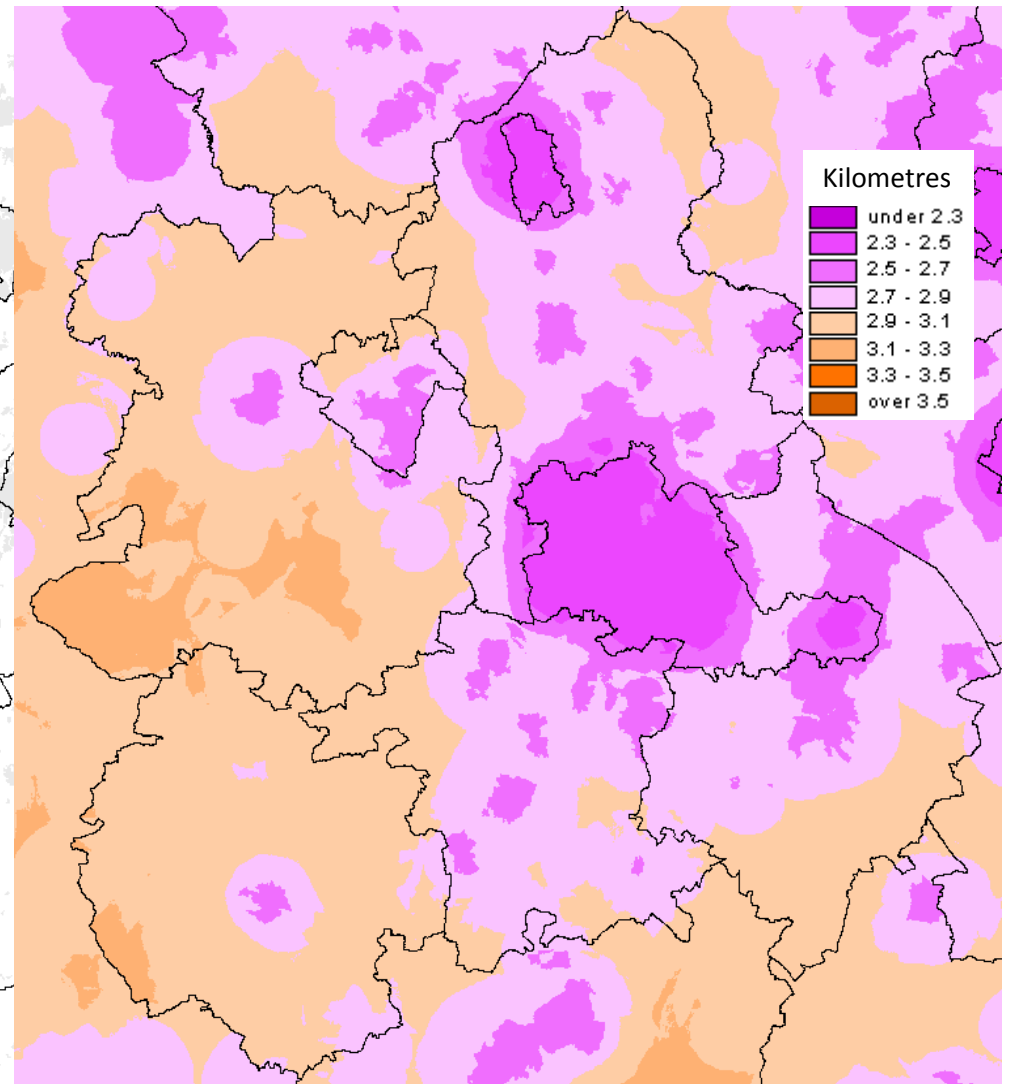 Kilometres
under 2.3
2.3 - 2.5
2.5 - 2.7
2.7 - 2.9
2.9 - 3.1
3.1 - 3.3
3.3 - 3.5
over 3.5